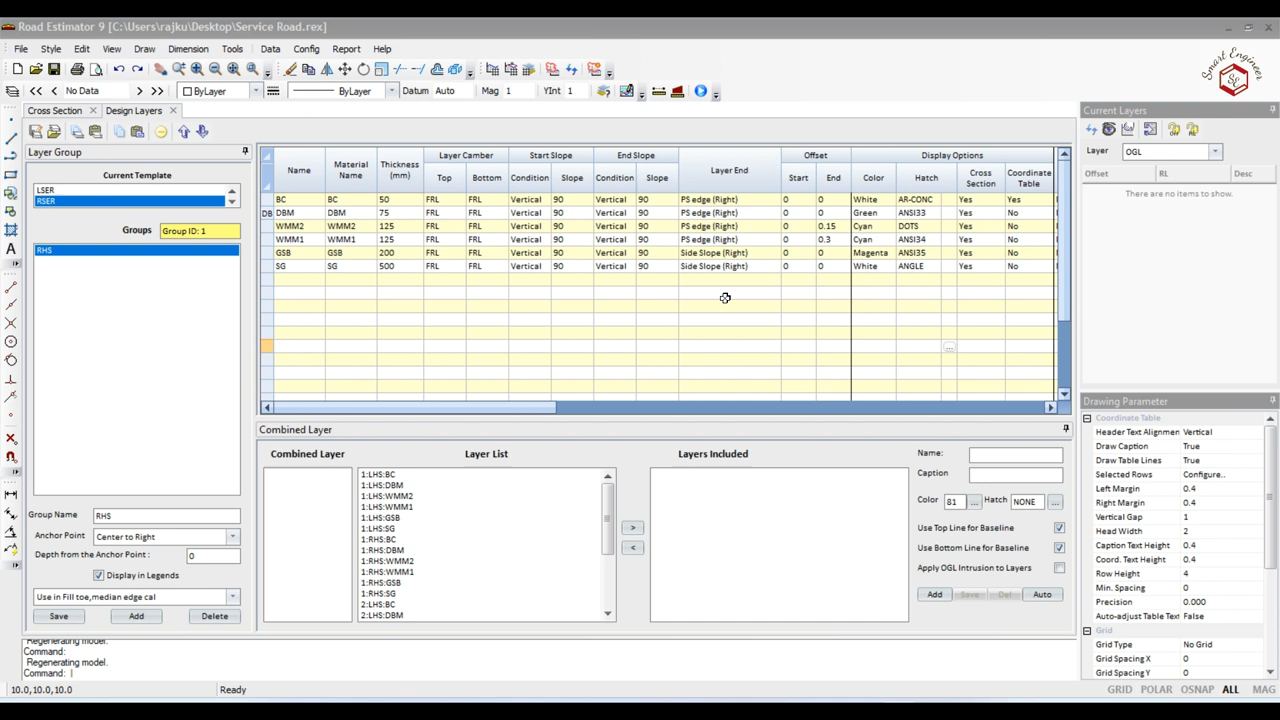 Road Estimator 9 [C:\Users\rajku\Desktop\Service Road.rex]
File Style Edit View Draw Dimension Tools Data Config Report Help
No Data ByLayer ByLayer Datum Auto Mag 1 YInt 1
Smart Engineer
SE
Cross Section Design Layers
Layer Group
Current Template
LSER
RSER
Groups Group ID: 1
RHS
Group Name RHS
Anchor Point Center to Right
Depth from the Anchor Point : 0
Display in Legends
Use in Fill toe,median edge cal
Save Add Delete
Layer Camber Start Slope End Slope Offset Display Options
Name Material Name Thickness (mm) Top Bottom Condition Slope Condition Slope Layer End Start End Color Hatch Cross Section Coordinate Table
BC BC 50 FRL FRL Vertical 90 Vertical 90 PS edge (Right) 0 0 White AR-CONC Yes Yes
DB DBM DBM 75 FRL FRL Vertical 90 Vertical 90 PS edge (Right) 0 0 Green ANSI33 Yes No
WMM2 WMM2 125 FRL FRL Vertical 90 Vertical 90 PS edge (Right) 0 0.15 Cyan DOTS Yes No
WMM1 WMM1 125 FRL FRL Vertical 90 Vertical 90 PS edge (Right) 0 0.3 Cyan ANSI34 Yes No
GSB GSB 200 FRL FRL Vertical 90 Vertical 90 Side Slope (Right) 0 0 Magenta ANSI35 Yes No
SG SG 500 FRL FRL Vertical 90 Vertical 90 Side Slope (Right) 0 0 White ANGLE Yes No
...
Combined Layer
Combined Layer Layer List Layers Included
1:LHS:BC
1:LHS:DBM
1:LHS:WMM2
1:LHS:WMM1
1:LHS:GSB
1:LHS:SG
1:RHS:BC
1:RHS:DBM
1:RHS:WMM2
1:RHS:WMM1
1:RHS:GSB
1:RHS:SG
2:LHS:BC
2:LHS:DBM
>
<
Name:
Caption
Color 81 ... Hatch NONE ...
Use Top Line for Baseline
Use Bottom Line for Baseline
Apply OGL Intrusion to Layers
Add Save Del Auto
Current Layers
Layer OGL
Offset RL Desc
There are no items to show.
Drawing Parameter
Coordinate Table
Header Text Alignmen Vertical
Draw Caption True
Draw Table Lines True
Selected Rows Configure..
Left Margin 0.4
Right Margin 0.4
Vertical Gap 1
Head Width 2
Caption Text Height 0.4
Coord. Text Height 0.4
Row Height 4
Min. Spacing 0
Precision 0.000
Auto-adjust Table Text False
Grid
Grid Type No Grid
Grid Spacing X 0
Grid Spacing Y 0
Regenerating model.
Command:
Regenerating model.
Command:
10.0,10.0,10.0 Ready GRID POLAR OSNAP ALL MAG